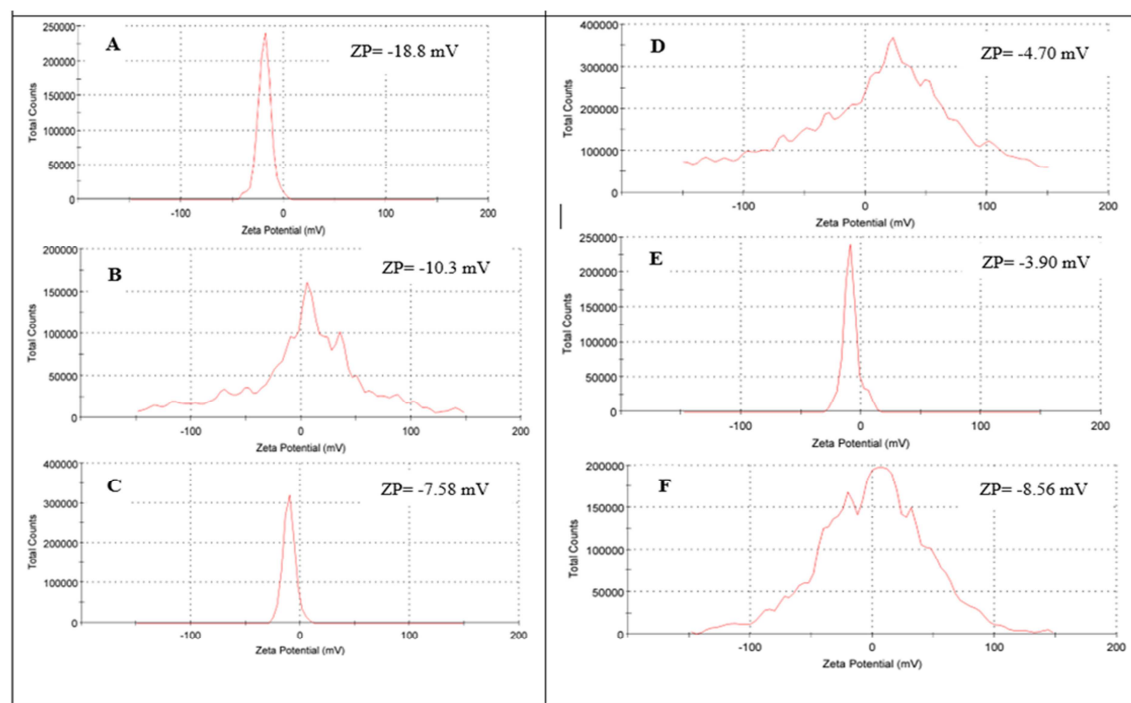 A
ZP= -18.8 mV
Total Counts
250000
200000
150000
100000
50000
0
-100 0 100 200
Zeta Potential (mV)
B
ZP= -10.3 mV
Total Counts
200000
150000
100000
50000
0
-100 0 100 200
Zeta Potential (mV)
C
ZP= -7.58 mV
Total Counts
400000
300000
200000
100000
0
-100 0 100 200
Zeta Potential (mV)
D
ZP= -4.70 mV
Total Counts
400000
300000
200000
100000
0
-100 0 100 200
Zeta Potential (mV)
E
ZP= -3.90 mV
Total Counts
250000
200000
150000
100000
50000
0
-100 0 100 200
Zeta Potential (mV)
F
ZP= -8.56 mV
Total Counts
200000
150000
100000
50000
0
-100 0 100 200
Zeta Potential (mV)